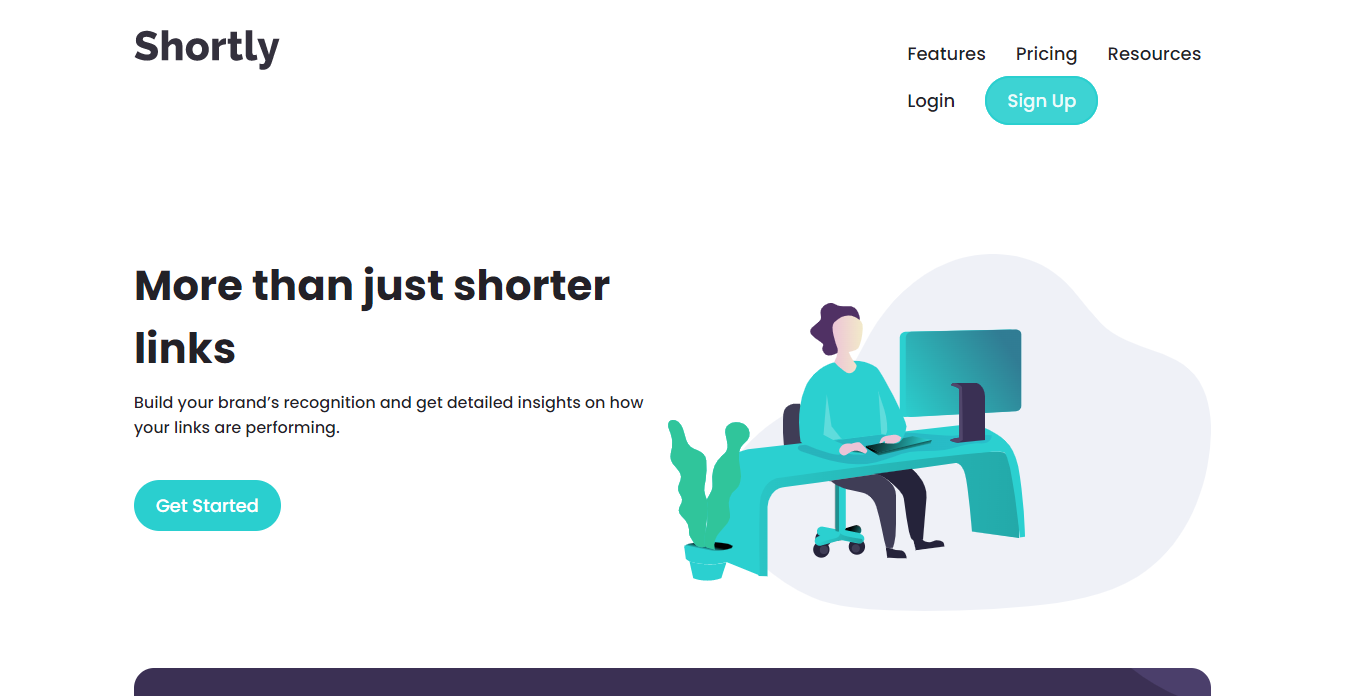 Shortly
Features Pricing Resources
Login Sign Up
More than just shorter
links
Build your brand’s recognition and get detailed insights on how
your links are performing.
Get Started